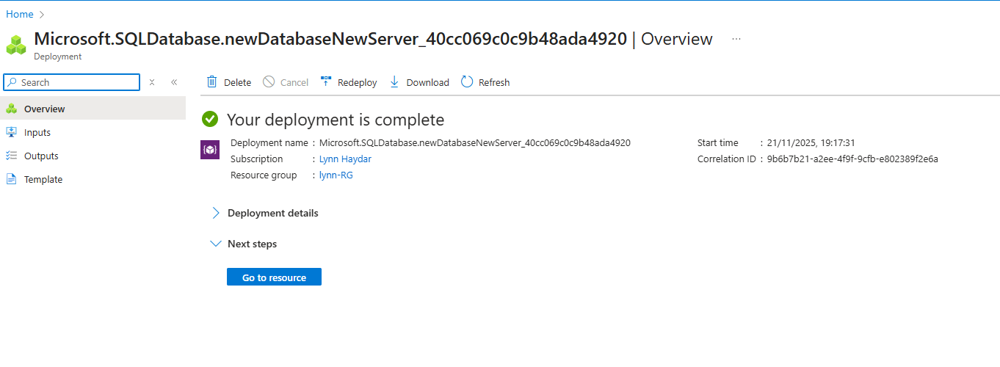 Home
Microsoft.SQLDatabase.newDatabaseNewServer_40cc069c0c9b48ada4920 | Overview ...
Deployment
Search
Delete Cancel Redeploy Download Refresh
Overview
Inputs
Outputs
Template
Your deployment is complete
Deployment name : Microsoft.SQLDatabase.newDatabaseNewServer_40cc069c0c9b48ada4920 Start time : 21/11/2025, 19:17:31
Subscription : Lynn Haydar Correlation ID : 9b6b7b21-a2ee-4f9f-9cfb-e802389f2e6a
Resource group : lynn-RG
Deployment details
Next steps
Go to resource